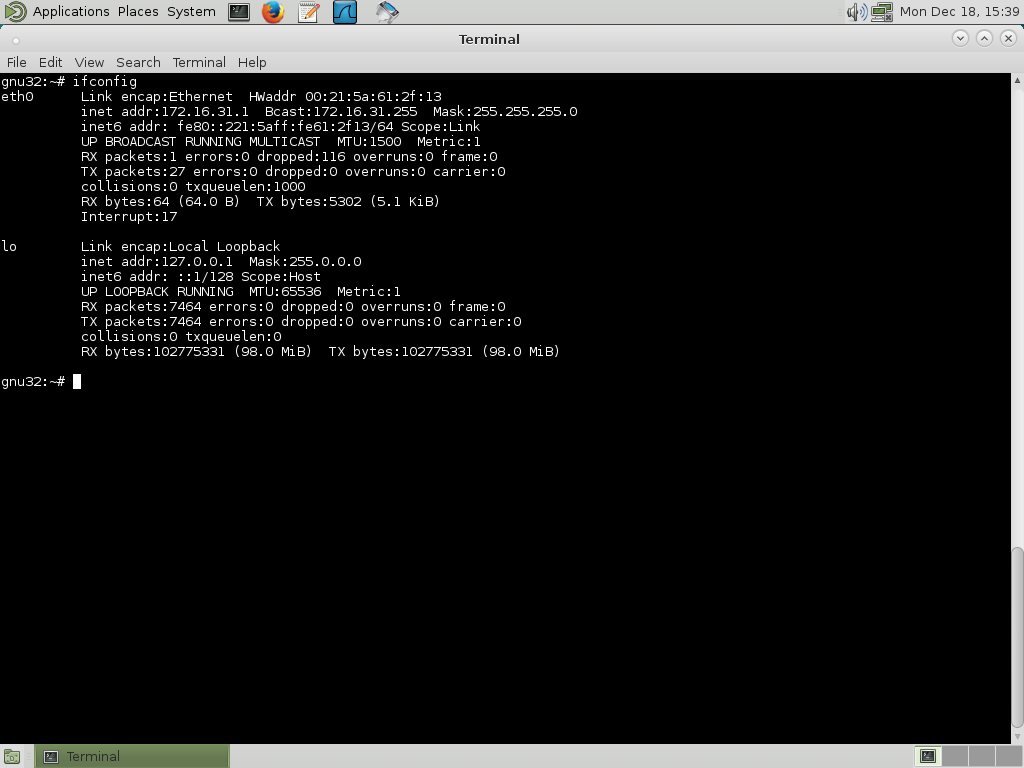 Applications Places System Mon Dec 18, 15:39
Terminal
File Edit View Search Terminal Help
gnu32:~# ifconfig
eth0      Link encap:Ethernet  HWaddr 00:21:5a:61:2f:13
          inet addr:172.16.31.1  Bcast:172.16.31.255  Mask:255.255.255.0
          inet6 addr: fe80::221:5aff:fe61:2f13/64 Scope:Link
          UP BROADCAST RUNNING MULTICAST  MTU:1500  Metric:1
          RX packets:1 errors:0 dropped:116 overruns:0 frame:0
          TX packets:27 errors:0 dropped:0 overruns:0 carrier:0
          collisions:0 txqueuelen:1000
          RX bytes:64 (64.0 B)  TX bytes:5302 (5.1 KiB)
          Interrupt:17
lo        Link encap:Local Loopback
          inet addr:127.0.0.1  Mask:255.0.0.0
          inet6 addr: ::1/128 Scope:Host
          UP LOOPBACK RUNNING  MTU:65536  Metric:1
          RX packets:7464 errors:0 dropped:0 overruns:0 frame:0
          TX packets:7464 errors:0 dropped:0 overruns:0 carrier:0
          collisions:0 txqueuelen:0
          RX bytes:102775331 (98.0 MiB)  TX bytes:102775331 (98.0 MiB)
gnu32:~#
Terminal